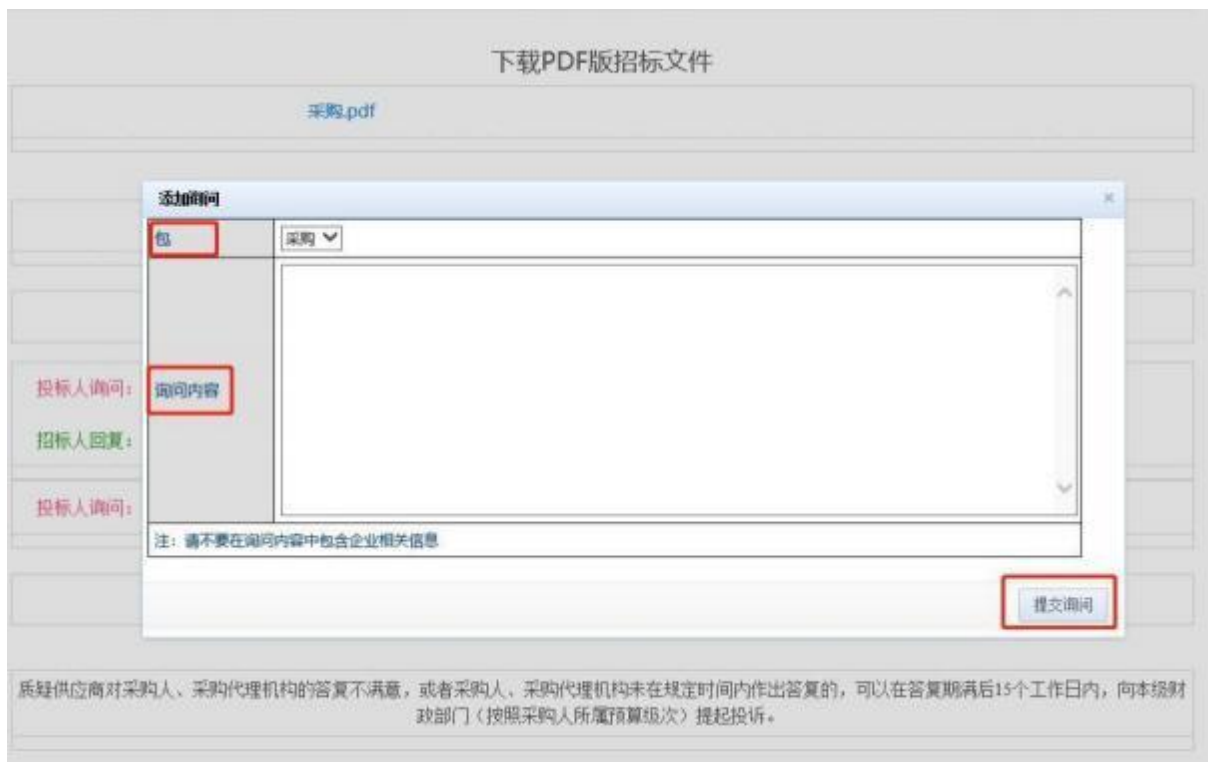 下载PDF版招标文件
采购.pdf
添加询问
×
包
采购
投标人询问：
询问内容
招标人回复：
投标人询问：
注：请不要在询问内容中包含企业相关信息
提交询问
质疑供应商对采购人、采购代理机构的答复不满意，或者采购人、采购代理机构未在规定时间内作出答复的，可以在答复期满后15个工作日内，向本级财
政部门（按照采购人所属预算级次）提起投诉。